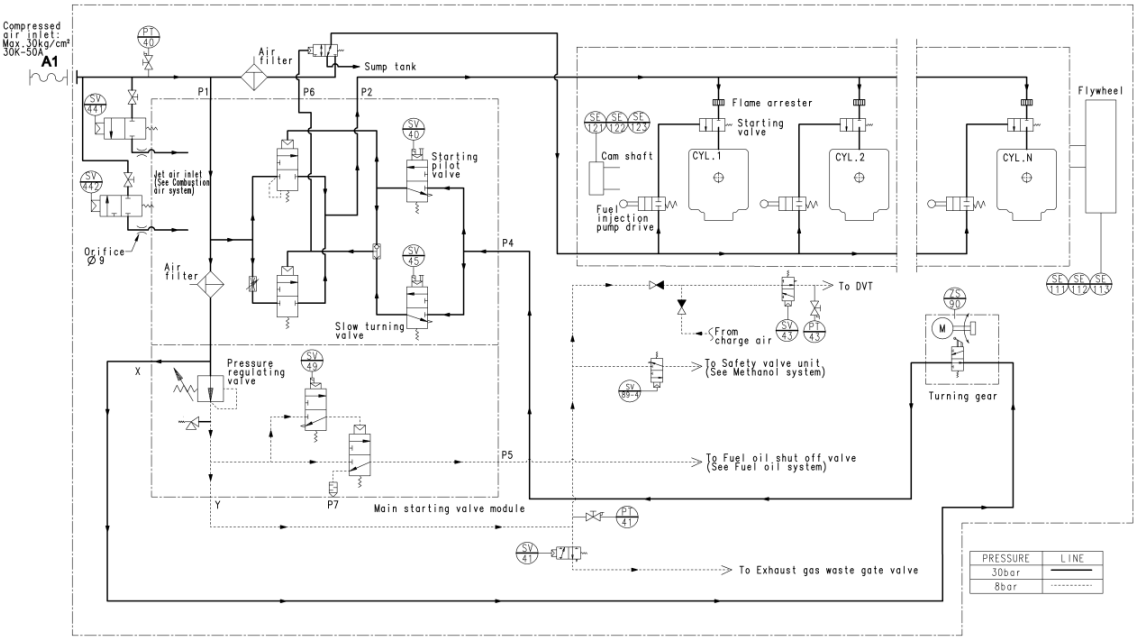 Compressed
air inlet:
Max.30kg/cm²
30K-50A
A1
PT
40
Air
filter
Sump tank
P1
P6
P2
SV
441
SV
442
Jet air inlet
(See Combustion
air system)
Orifice
Ø 9
Air
filter
SV
40
Starting
pilot
valve
SV
45
Slow turning
valve
P4
SE
121
SE
122
SE
123
Cam shaft
Fuel
injection
pump drive
Flame arrester
Starting
valve
CYL.1
CYL.2
CYL.N
Flywheel
SE
111
SE
112
SE
113
To DVT
SV
43
PT
43
From
charge air
ZS
90
M
Turning gear
X
Pressure
regulating
valve
SV
49
SV
89-4
To Safety valve unit
(See Methanol system)
P5
To Fuel oil shut off valve
(See Fuel oil system)
P7
Y
Main starting valve module
PT
41
SV
41
To Exhaust gas waste gate valve
PRESSURE LINE
30bar
8bar